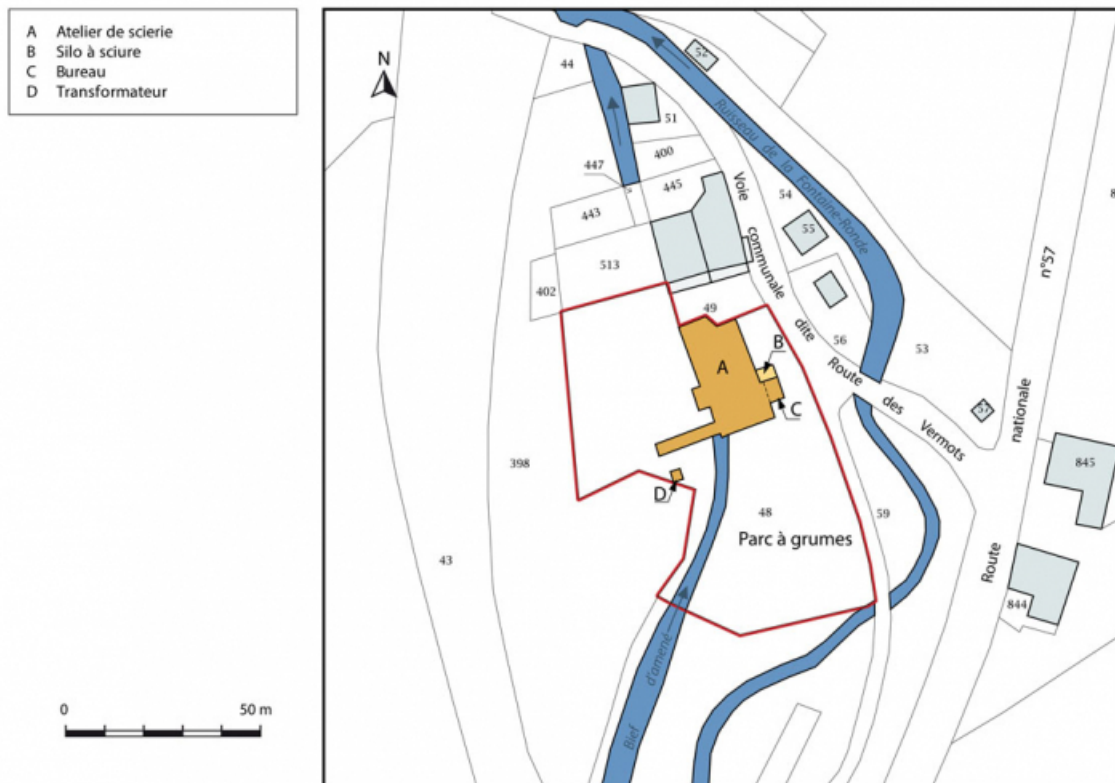 A Atelier de scierie
B Silo à sciure
C Bureau
D Transformateur
N
44
51
400
447
445
443
513
402
49
Voie communale dite Route des Vermots
Ruisseau de la Fontaine-Ronde
54
55
56
53
57
Route nationale n°57
A
B
C
D
398
43
48
Parc à grumes
59
845
844
Bief d'amené
0 50 m